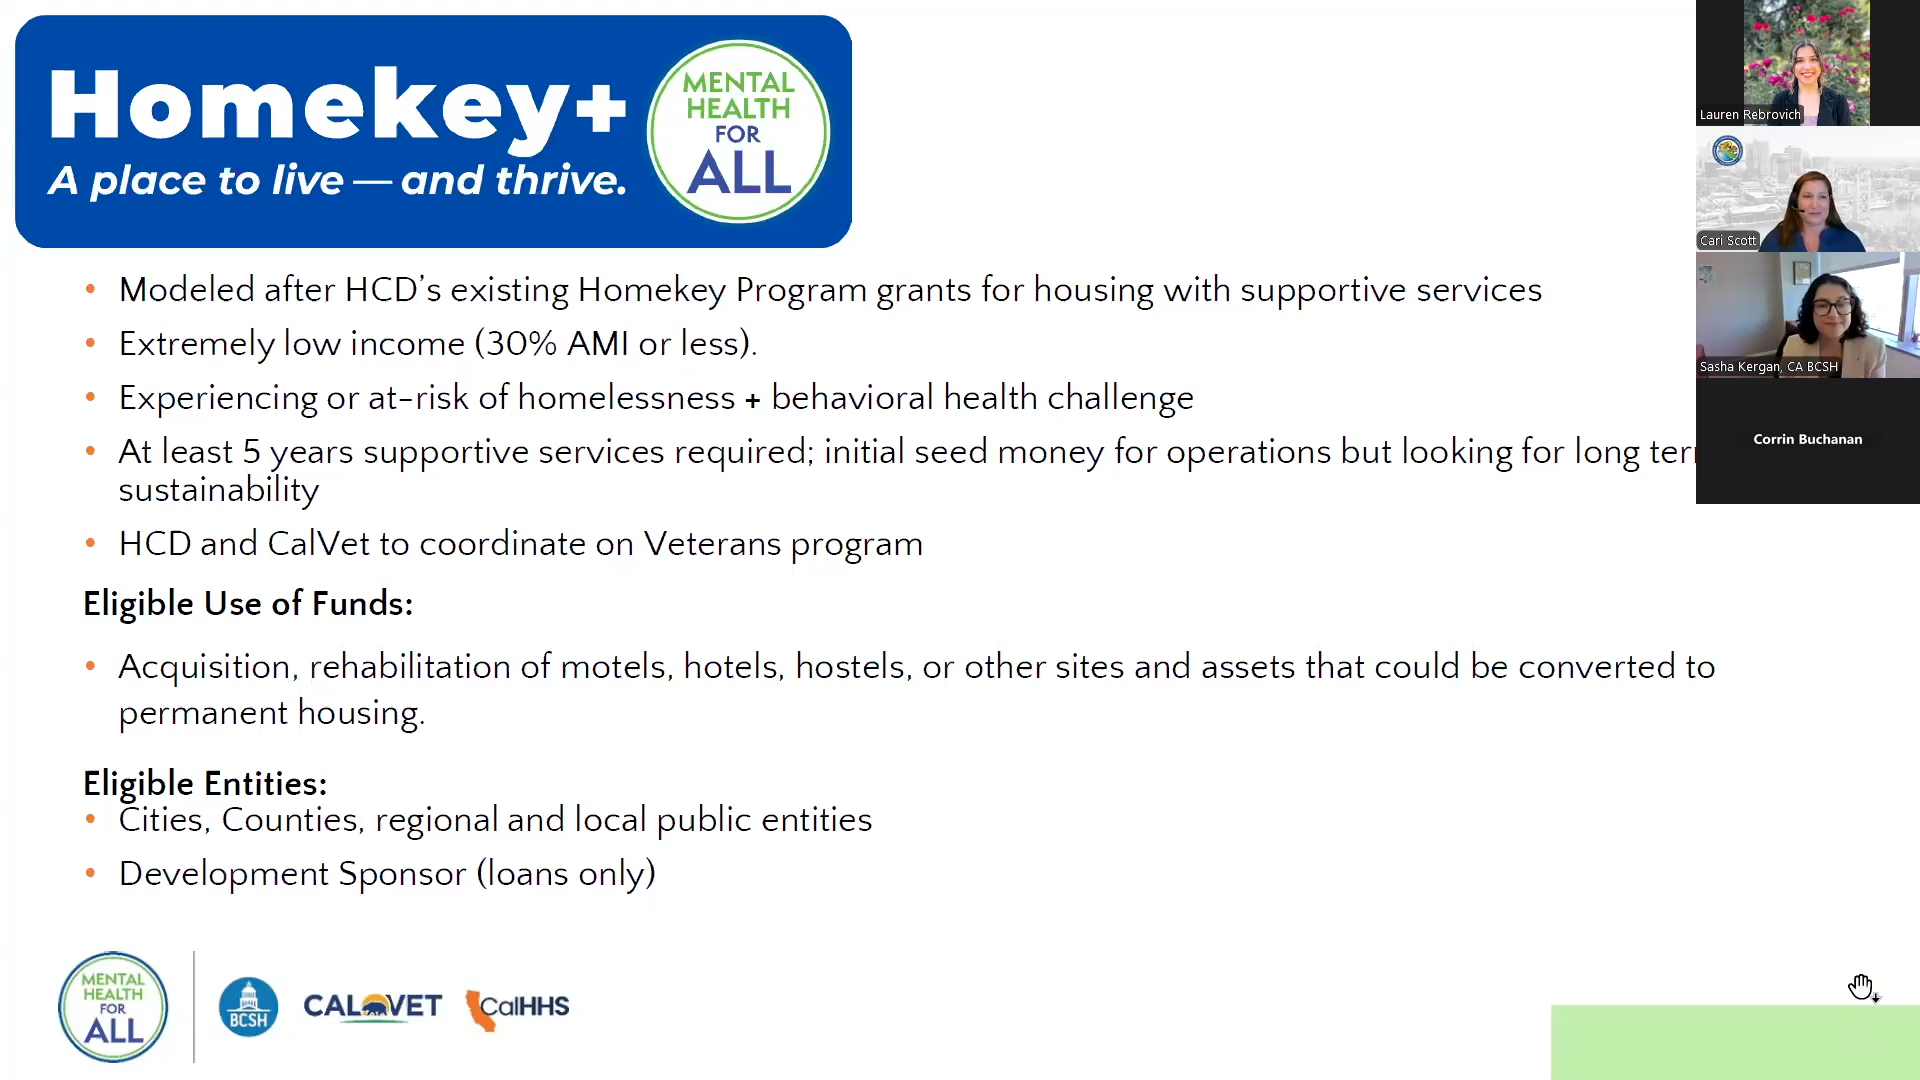 Homekey+
A place to live — and thrive.
MENTAL
HEALTH
FOR
ALL
• Modeled after HCD’s existing Homekey Program grants for housing with supportive services
• Extremely low income (30% AMI or less).
• Experiencing or at-risk of homelessness + behavioral health challenge
• At least 5 years supportive services required; initial seed money for operations but looking for long
sustainability
• HCD and CalVet to coordinate on Veterans program
Eligible Use of Funds:
• Acquisition, rehabilitation of motels, hotels, hostels, or other sites and assets that could be converted to
permanent housing.
Eligible Entities:
• Cities, Counties, regional and local public entities
• Development Sponsor (loans only)
MENTAL
HEALTH
FOR
ALL
BCSH
CALVET
CalHHS
Lauren Rebrovich
Cari Scott
Sasha Kergan, CA BCSH
Corrin Buchanan